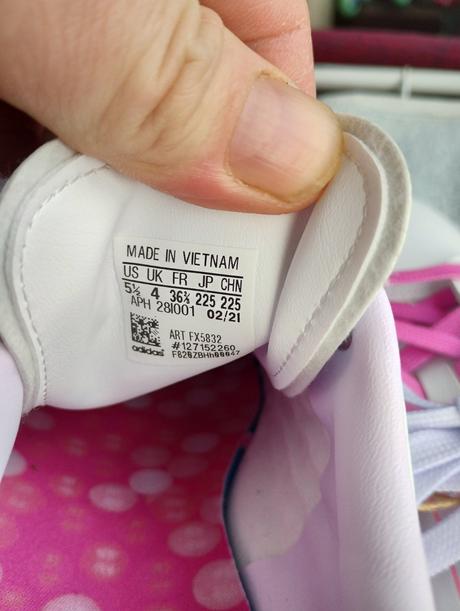 MADE IN VIETNAM
US UK FR JP CHN
5½ 4 36⅔ 225 225
APH 281001 02/21
ART FX5832
#127152260
adidas